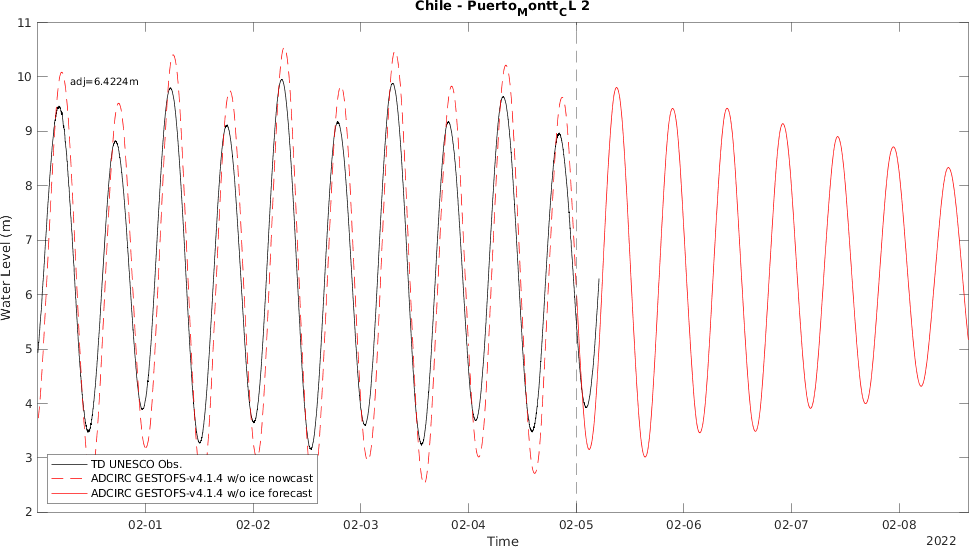 Chile - PuertoMonttCL 2
11
10
9
8
7
6
5
4
3
2
Water Level (m)
adj=6.4224m
TD UNESCO Obs.
ADCIRC GESTOFS-v4.1.4 w/o ice nowcast
ADCIRC GESTOFS-v4.1.4 w/o ice forecast
02-01 02-02 02-03 02-04 02-05 02-06 02-07 02-08
Time
2022